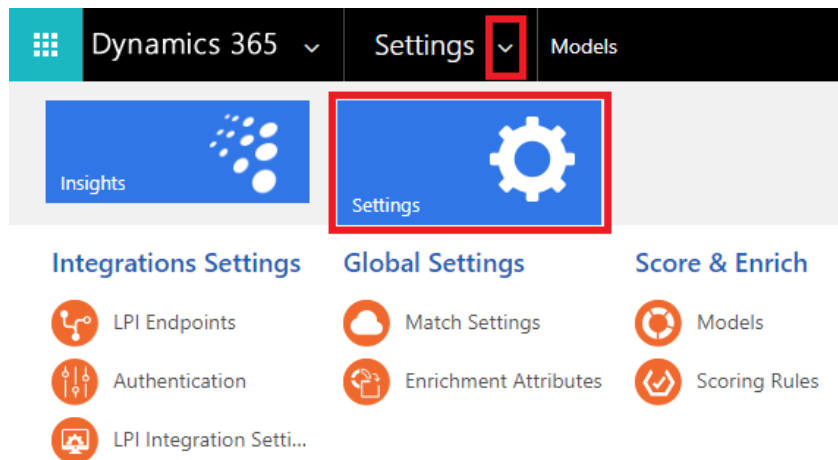 Dynamics 365 Settings Models
Insights
Settings
Integrations Settings Global Settings Score & Enrich
LPI Endpoints Match Settings Models
Authentication Enrichment Attributes Scoring Rules
LPI Integration Setti...